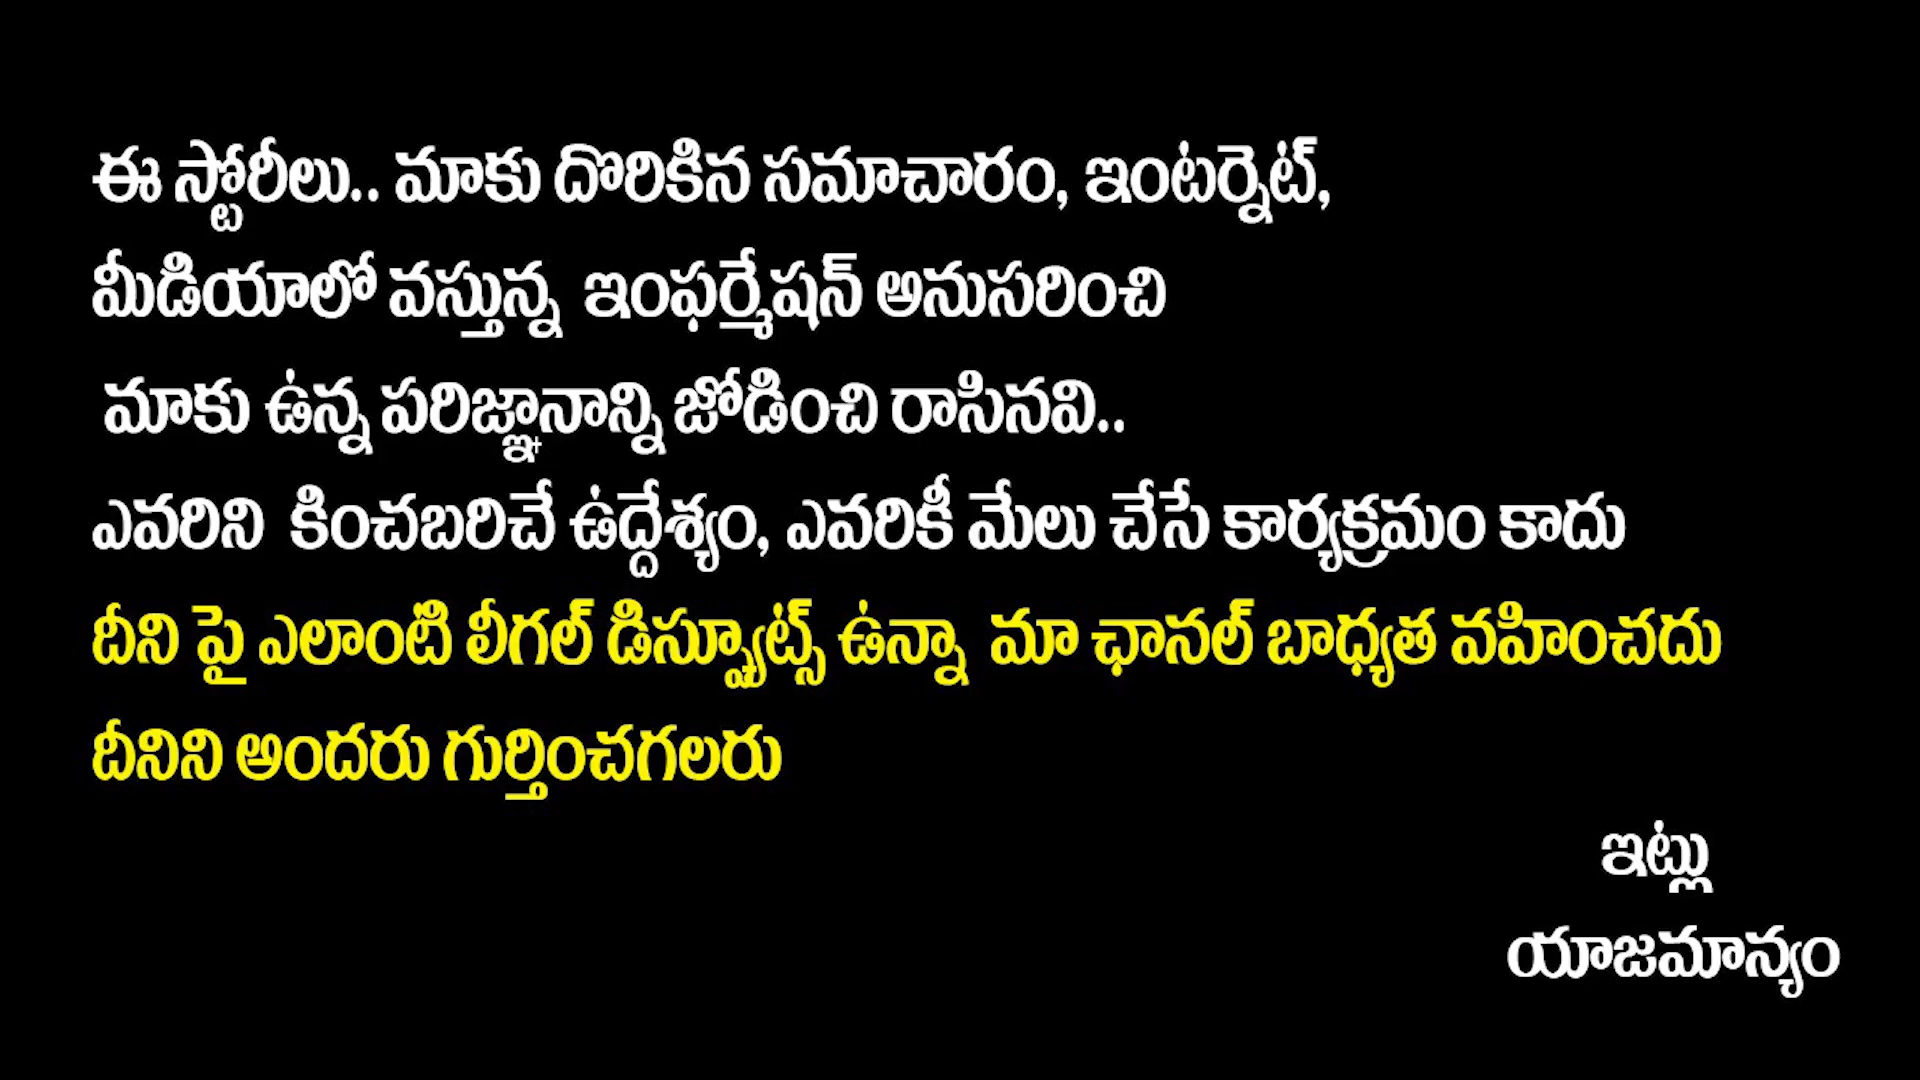 ఈ స్టోరీలు.. మాకు దొరికిన సమాచారం, ఇంటర్నెట్,
మీడియాలో వస్తున్న ఇంఫర్మేషన్ అనుసరించి
మాకు ఉన్న పరిజ్ఞానాన్ని జోడించి రాసినవి..
ఎవరిని కించబరిచే ఉద్దేశ్యం, ఎవరికీ మేలు చేసే కార్యక్రమం కాదు
దీని పై ఎలాంటి లీగల్ డిస్ప్యూట్స్ ఉన్నా మా ఛానల్ బాధ్యత వహించదు
దీనిని అందరు గుర్తించగలరు
ఇట్లు
యాజమాన్యం